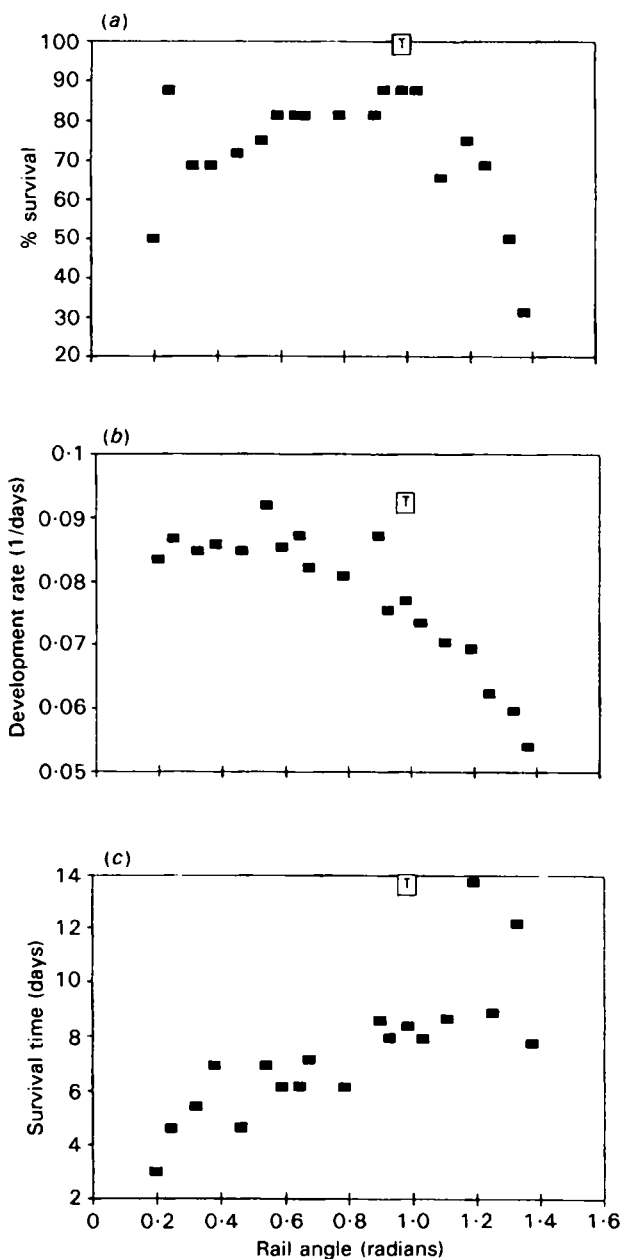 (a)
T
100
90
80
70
60
50
40
30
20
% survival
(b)
T
0·1
0·09
0·08
0·07
0·06
0·05
Development rate (1/days)
(c)
T
14
12
10
8
6
4
2
Survival time (days)
0 0·2 0·4 0·6 0·8 1·0 1·2 1·4 1·6
Rail angle (radians)